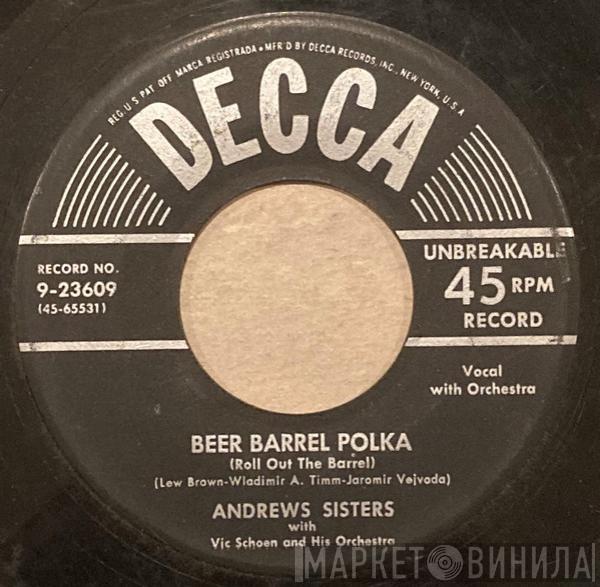 REG. U S PAT OFF MARCA REGISTRADA • MFR'D BY DECCA RECORDS, INC., NEW YORK, U.S.A
DECCA
RECORD NO.
9-23609
(45-65531)
UNBREAKABLE
45 RPM
RECORD
Vocal
with Orchestra
BEER BARREL POLKA
(Roll Out The Barrel)
(Lew Brown-Wladimir A. Timm-Jaromir Vejvoda)
ANDREWS SISTERS
with
Vic Schoen and His Orchestra
МАРКЕТ ВИНИЛА